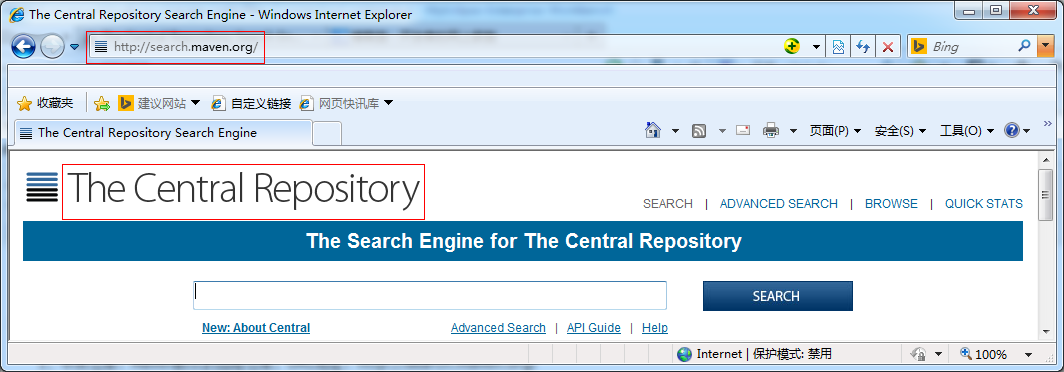 The Central Repository Search Engine - Windows Internet Explorer
http://search.maven.org/
Bing
收藏夹 建议网站 自定义链接 网页快讯库
The Central Repository Search Engine
页面(P) 安全(S) 工具(O)
The Central Repository
SEARCH | ADVANCED SEARCH | BROWSE | QUICK STATS
The Search Engine for The Central Repository
SEARCH
New: About Central Advanced Search | API Guide | Help
Internet | 保护模式: 禁用
100%